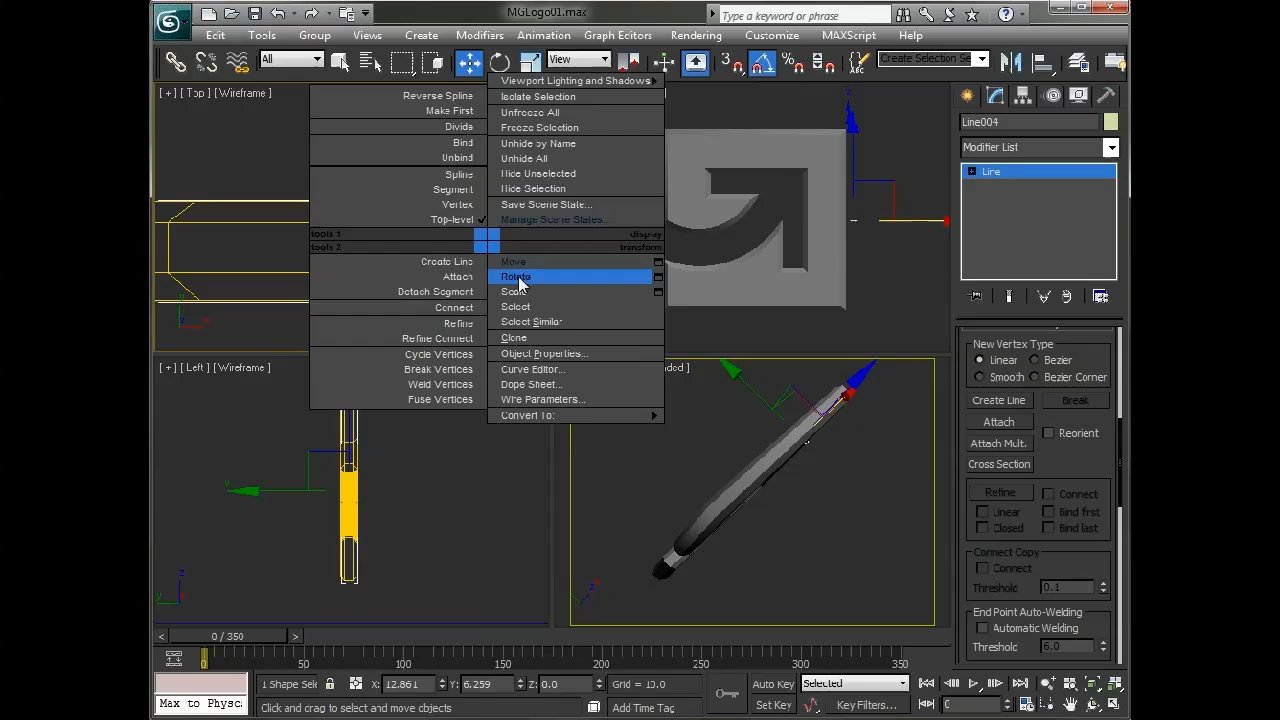 MGLogo01.max
Type a keyword or phrase
Edit Tools Group Views Create Modifiers Animation Graph Editors Rendering Customize MAXScript Help
All
View
3
%
Create Selection Se
[ + ] [ Top ] [ Wireframe ]
Reverse Spline
Make First
Divide
Bind
Unbind
Spline
Segment
Vertex
Top-level
tools 1
tools 2
Create Line
Attach
Detach Segment
Connect
Refine
Refine Connect
Cycle Vertices
Break Vertices
Weld Vertices
Fuse Vertices
Viewport Lighting and Shadows
Isolate Selection
Unfreeze All
Freeze Selection
Unhide by Name
Unhide All
Hide Unselected
Hide Selection
Save Scene State...
Manage Scene States...
display
transform
Move
Rotate
Scale
Select
Select Similar
Clone
Object Properties...
Curve Editor...
Dope Sheet...
Wire Parameters...
Convert To:
[ + ] [ Left ] [ Wireframe ]
Line004
Modifier List
Line
New Vertex Type
Linear Bezier
Smooth Bezier Corner
Create Line Break
Attach
Reorient
Attach Mult.
Cross Section
Refine Connect
Linear Bind first
Closed Bind last
Connect Copy
Connect
Threshold 0.1
End Point Auto-Welding
Automatic Welding
Threshold 6.0
< 0 / 350 >
0 50 100 150 200 250 300 350
1 Shape Sele X: 12.861 Y: 6.259 Z: 0.0 Grid = 10.0 Auto Key Selected
Max to Physc Click and drag to select and move objects Add Time Tag Set Key Key Filters... 0